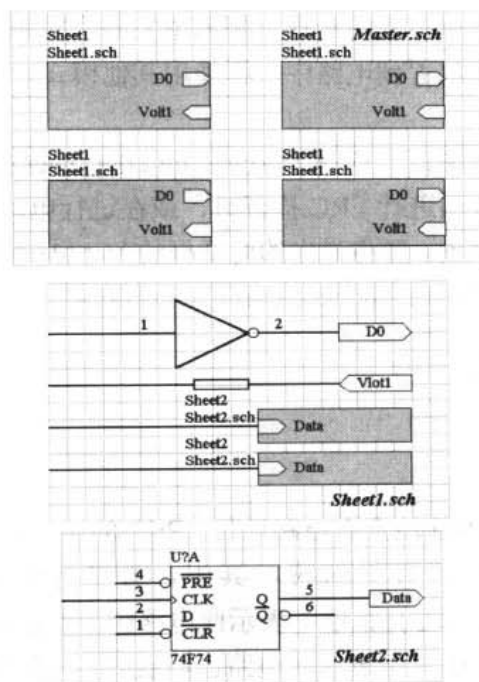 Sheet1 Sheet1 Master.sch
Sheet1.sch Sheet1.sch
D0 D0
Volt1 Volt1
Sheet1 Sheet1
Sheet1.sch Sheet1.sch
D0 D0
Volt1 Volt1
1 2 D0
Vlot1
Sheet2
Sheet2.sch Data
Sheet2
Sheet2.sch Data
Sheet1.sch
U?A
4 PRE
3 CLK Q 5 Data
2 D Q 6
1 CLR
74F74 Sheet2.sch